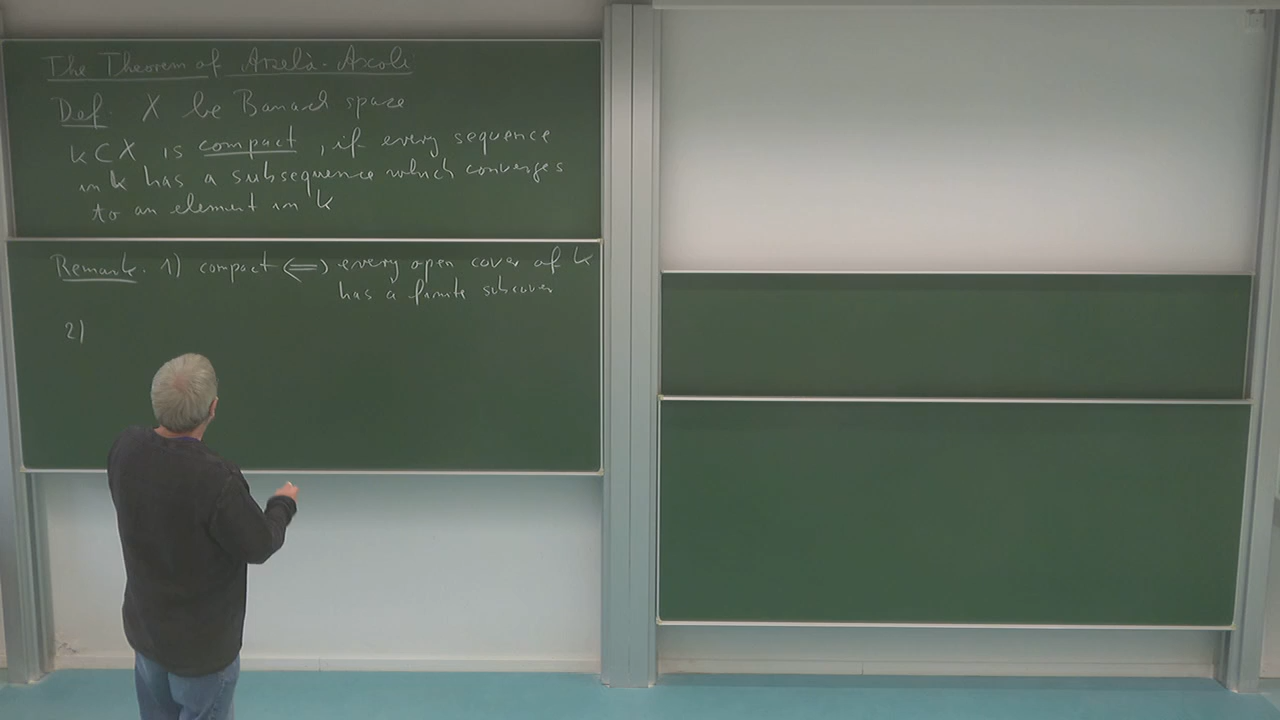 The Theorem of Arzelà-Ascoli
Def. X be Banach space
K ⊂ X is compact, if every sequence
in K has a subsequence which converges
to an element in K
Remark. 1) compact ⟺ every open cover of K
has a finite subcover
2)